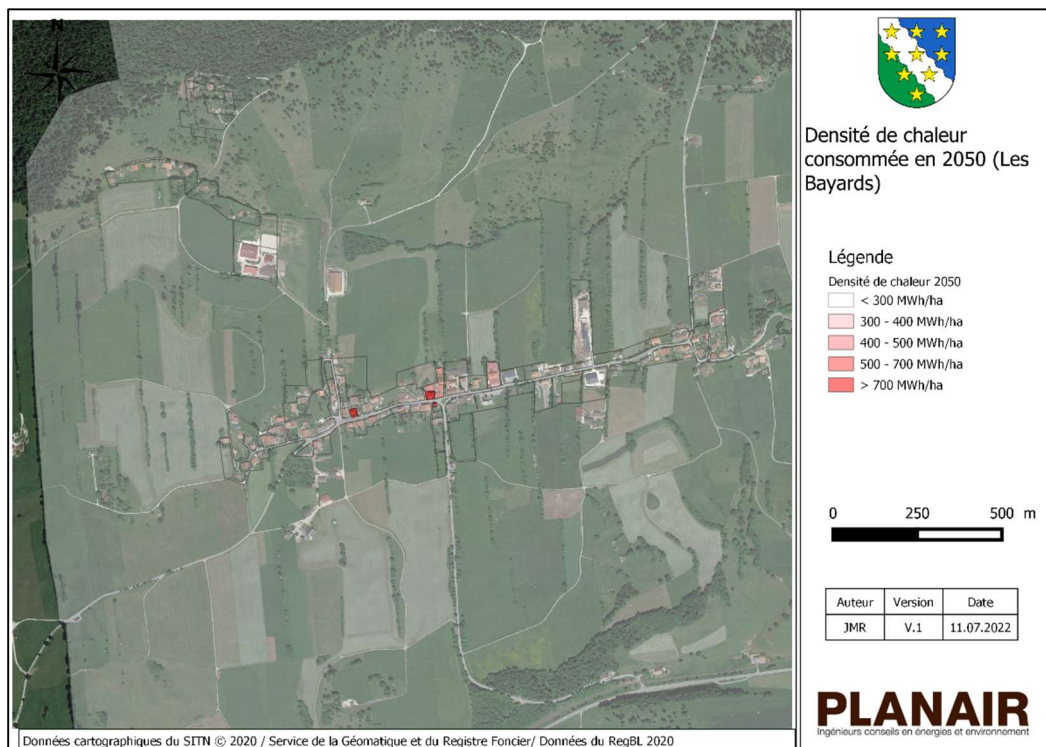 N
Densité de chaleur
consommée en 2050 (Les
Bayards)
Légende
Densité de chaleur 2050
< 300 MWh/ha
300 - 400 MWh/ha
400 - 500 MWh/ha
500 - 700 MWh/ha
> 700 MWh/ha
0 250 500 m
Auteur Version Date
JMR V.1 11.07.2022
PLANAIR
Ingénieurs conseils en énergies et environnement
Données cartographiques du SITN © 2020 / Service de la Géomatique et du Registre Foncier/ Données du RegBL 2020